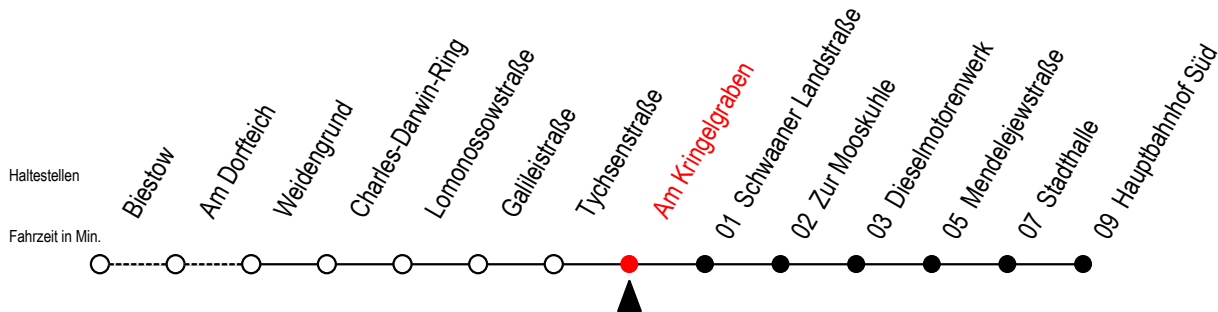 Haltestellen
Biestow
Am Dorfteich
Weidengrund
Charles-Darwin-Ring
Lomonossowstraße
Galileistraße
Tychsenstraße
Am Kringelgraben
01 Schwaaner Landstraße
02 Zur Mooskuhle
03 Dieselmotorenwerk
05 Mendelejewstraße
07 Stadthalle
09 Hauptbahnhof Süd
Fahrzeit in Min.